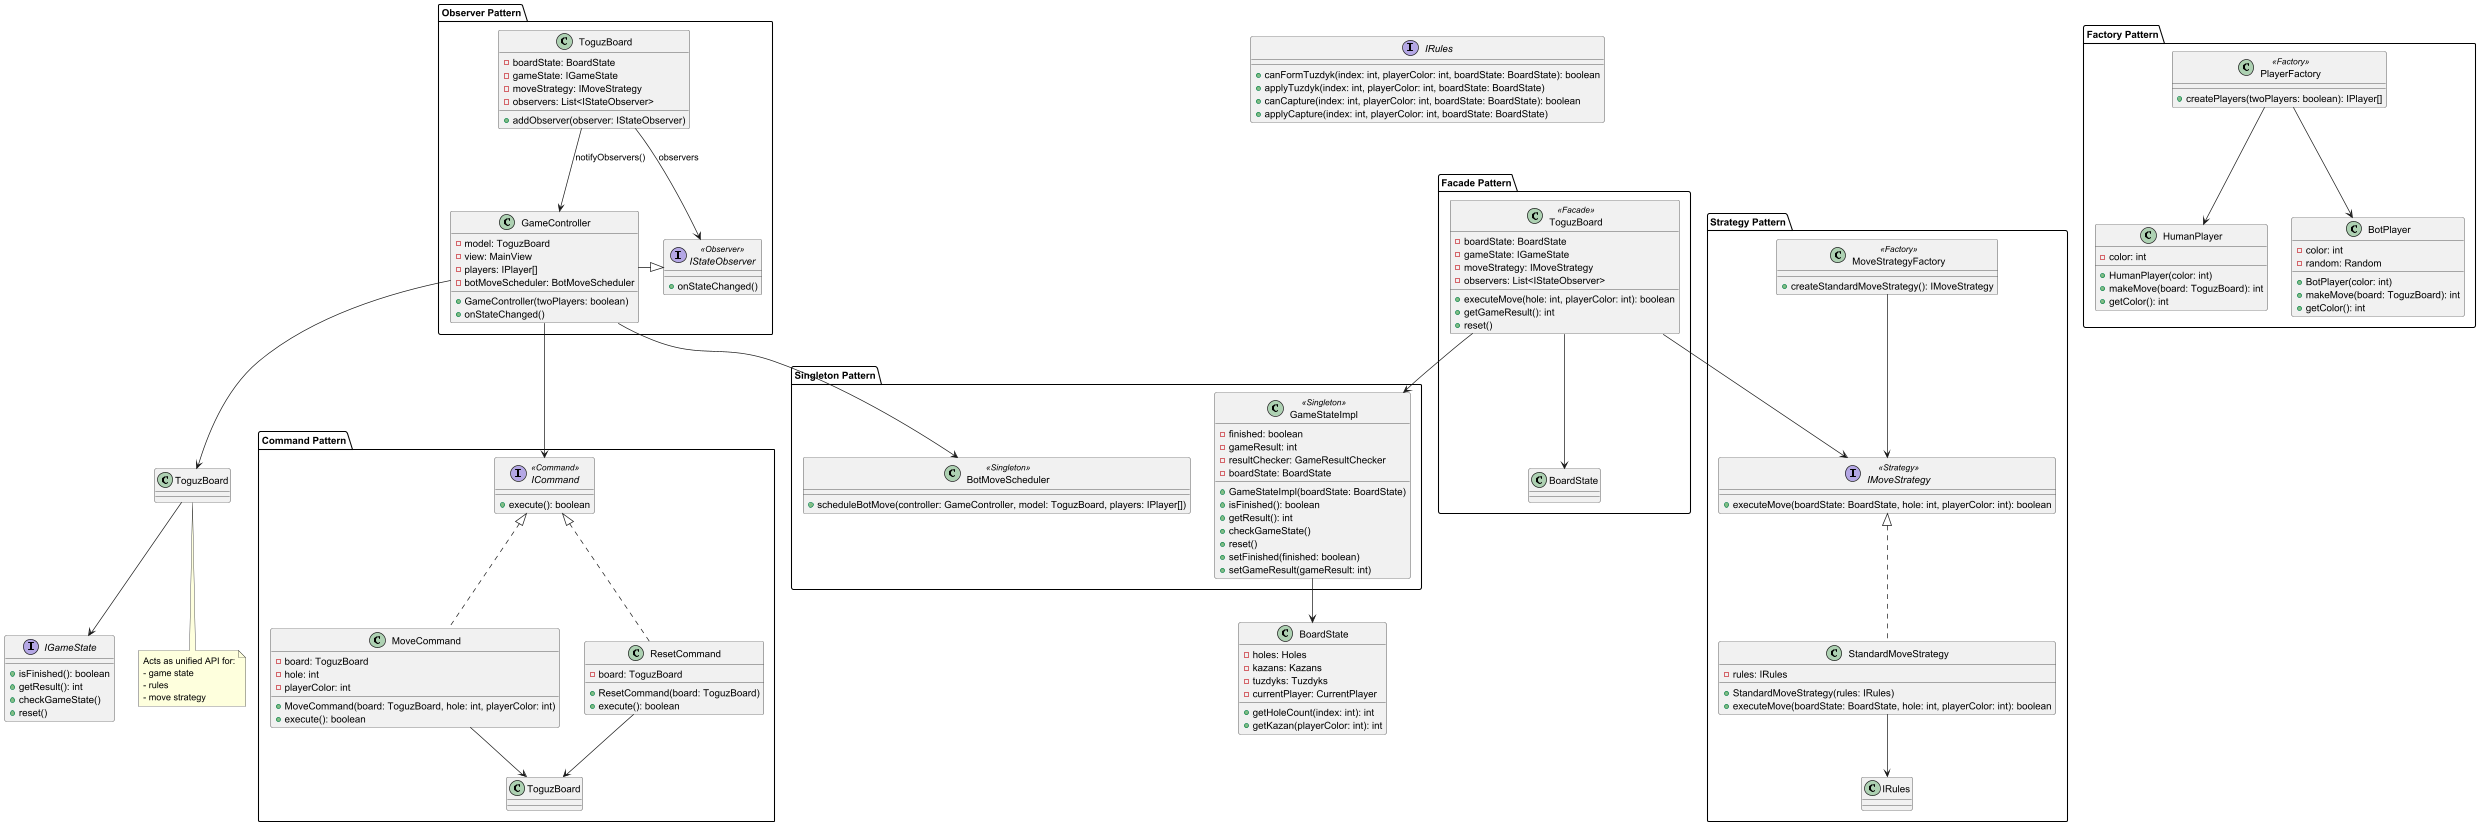 Observer Pattern
C ToguzBoard
boardState: BoardState
gameState: IGameState
moveStrategy: IMoveStrategy
observers: List<IStateObserver>
addObserver(observer: IStateObserver)
notifyObservers()
observers
C GameController
model: ToguzBoard
view: MainView
players: IPlayer[]
botMoveScheduler: BotMoveScheduler
GameController(twoPlayers: boolean)
onStateChanged()
«Observer»
I IStateObserver
onStateChanged()
I IRules
canFormTuzdyk(index: int, playerColor: int, boardState: BoardState): boolean
applyTuzdyk(index: int, playerColor: int, boardState: BoardState)
canCapture(index: int, playerColor: int, boardState: BoardState): boolean
applyCapture(index: int, playerColor: int, boardState: BoardState)
Factory Pattern
«Factory»
C PlayerFactory
createPlayers(twoPlayers: boolean): IPlayer[]
C HumanPlayer
color: int
HumanPlayer(color: int)
makeMove(board: ToguzBoard): int
getColor(): int
C BotPlayer
color: int
random: Random
BotPlayer(color: int)
makeMove(board: ToguzBoard): int
getColor(): int
Facade Pattern
«Facade»
C ToguzBoard
boardState: BoardState
gameState: IGameState
moveStrategy: IMoveStrategy
observers: List<IStateObserver>
executeMove(hole: int, playerColor: int): boolean
getGameResult(): int
reset()
C BoardState
Strategy Pattern
«Factory»
C MoveStrategyFactory
createStandardMoveStrategy(): IMoveStrategy
«Strategy»
I IMoveStrategy
executeMove(boardState: BoardState, hole: int, playerColor: int): boolean
C StandardMoveStrategy
rules: IRules
StandardMoveStrategy(rules: IRules)
executeMove(boardState: BoardState, hole: int, playerColor: int): boolean
C IRules
Singleton Pattern
«Singleton»
C BotMoveScheduler
scheduleBotMove(controller: GameController, model: ToguzBoard, players: IPlayer[])
«Singleton»
C GameStateImpl
finished: boolean
gameResult: int
resultChecker: GameResultChecker
boardState: BoardState
GameStateImpl(boardState: BoardState)
isFinished(): boolean
getResult(): int
checkGameState()
reset()
setFinished(finished: boolean)
setGameResult(gameResult: int)
C BoardState
holes: Holes
kazans: Kazans
tuzdyks: Tuzdyks
currentPlayer: CurrentPlayer
getHoleCount(index: int): int
getKazan(playerColor: int): int
Command Pattern
«Command»
I ICommand
execute(): boolean
C MoveCommand
board: ToguzBoard
hole: int
playerColor: int
MoveCommand(board: ToguzBoard, hole: int, playerColor: int)
execute(): boolean
C ResetCommand
board: ToguzBoard
ResetCommand(board: ToguzBoard)
execute(): boolean
C ToguzBoard
C ToguzBoard
I IGameState
isFinished(): boolean
getResult(): int
checkGameState()
reset()
Acts as unified API for:
- game state
- rules
- move strategy